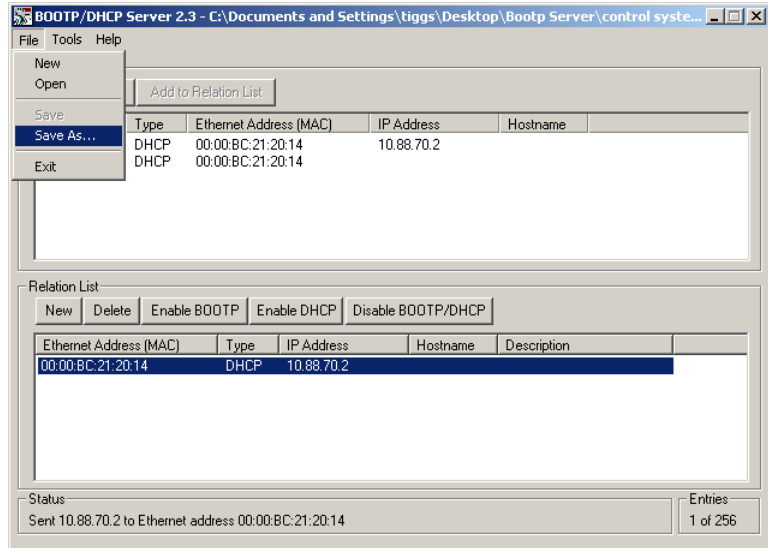 BOOTP/DHCP Server 2.3 - C:\Documents and Settings\tiggs\Desktop\Bootp Server\control syste...
File Tools Help
New
Open
Save
Save As...
Exit
Add to Relation List
Type Ethernet Address (MAC) IP Address Hostname
DHCP 00:00:BC:21:20:14 10.88.70.2
DHCP 00:00:BC:21:20:14
Relation List
New Delete Enable BOOTP Enable DHCP Disable BOOTP/DHCP
Ethernet Address (MAC) Type IP Address Hostname Description
00:00:BC:21:20:14 DHCP 10.88.70.2
Status
Sent 10.88.70.2 to Ethernet address 00:00:BC:21:20:14
Entries
1 of 256